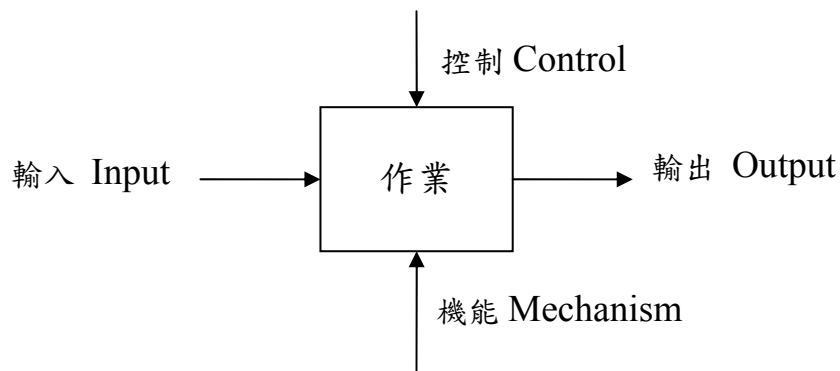 控制 Control
輸入 Input
作業
輸出 Output
機能 Mechanism